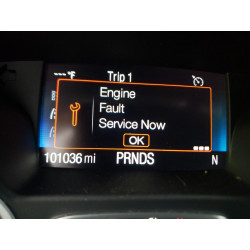 ---°F Trip 1
Engine
Fault
Service Now
OK
101036 mi PRNDS N